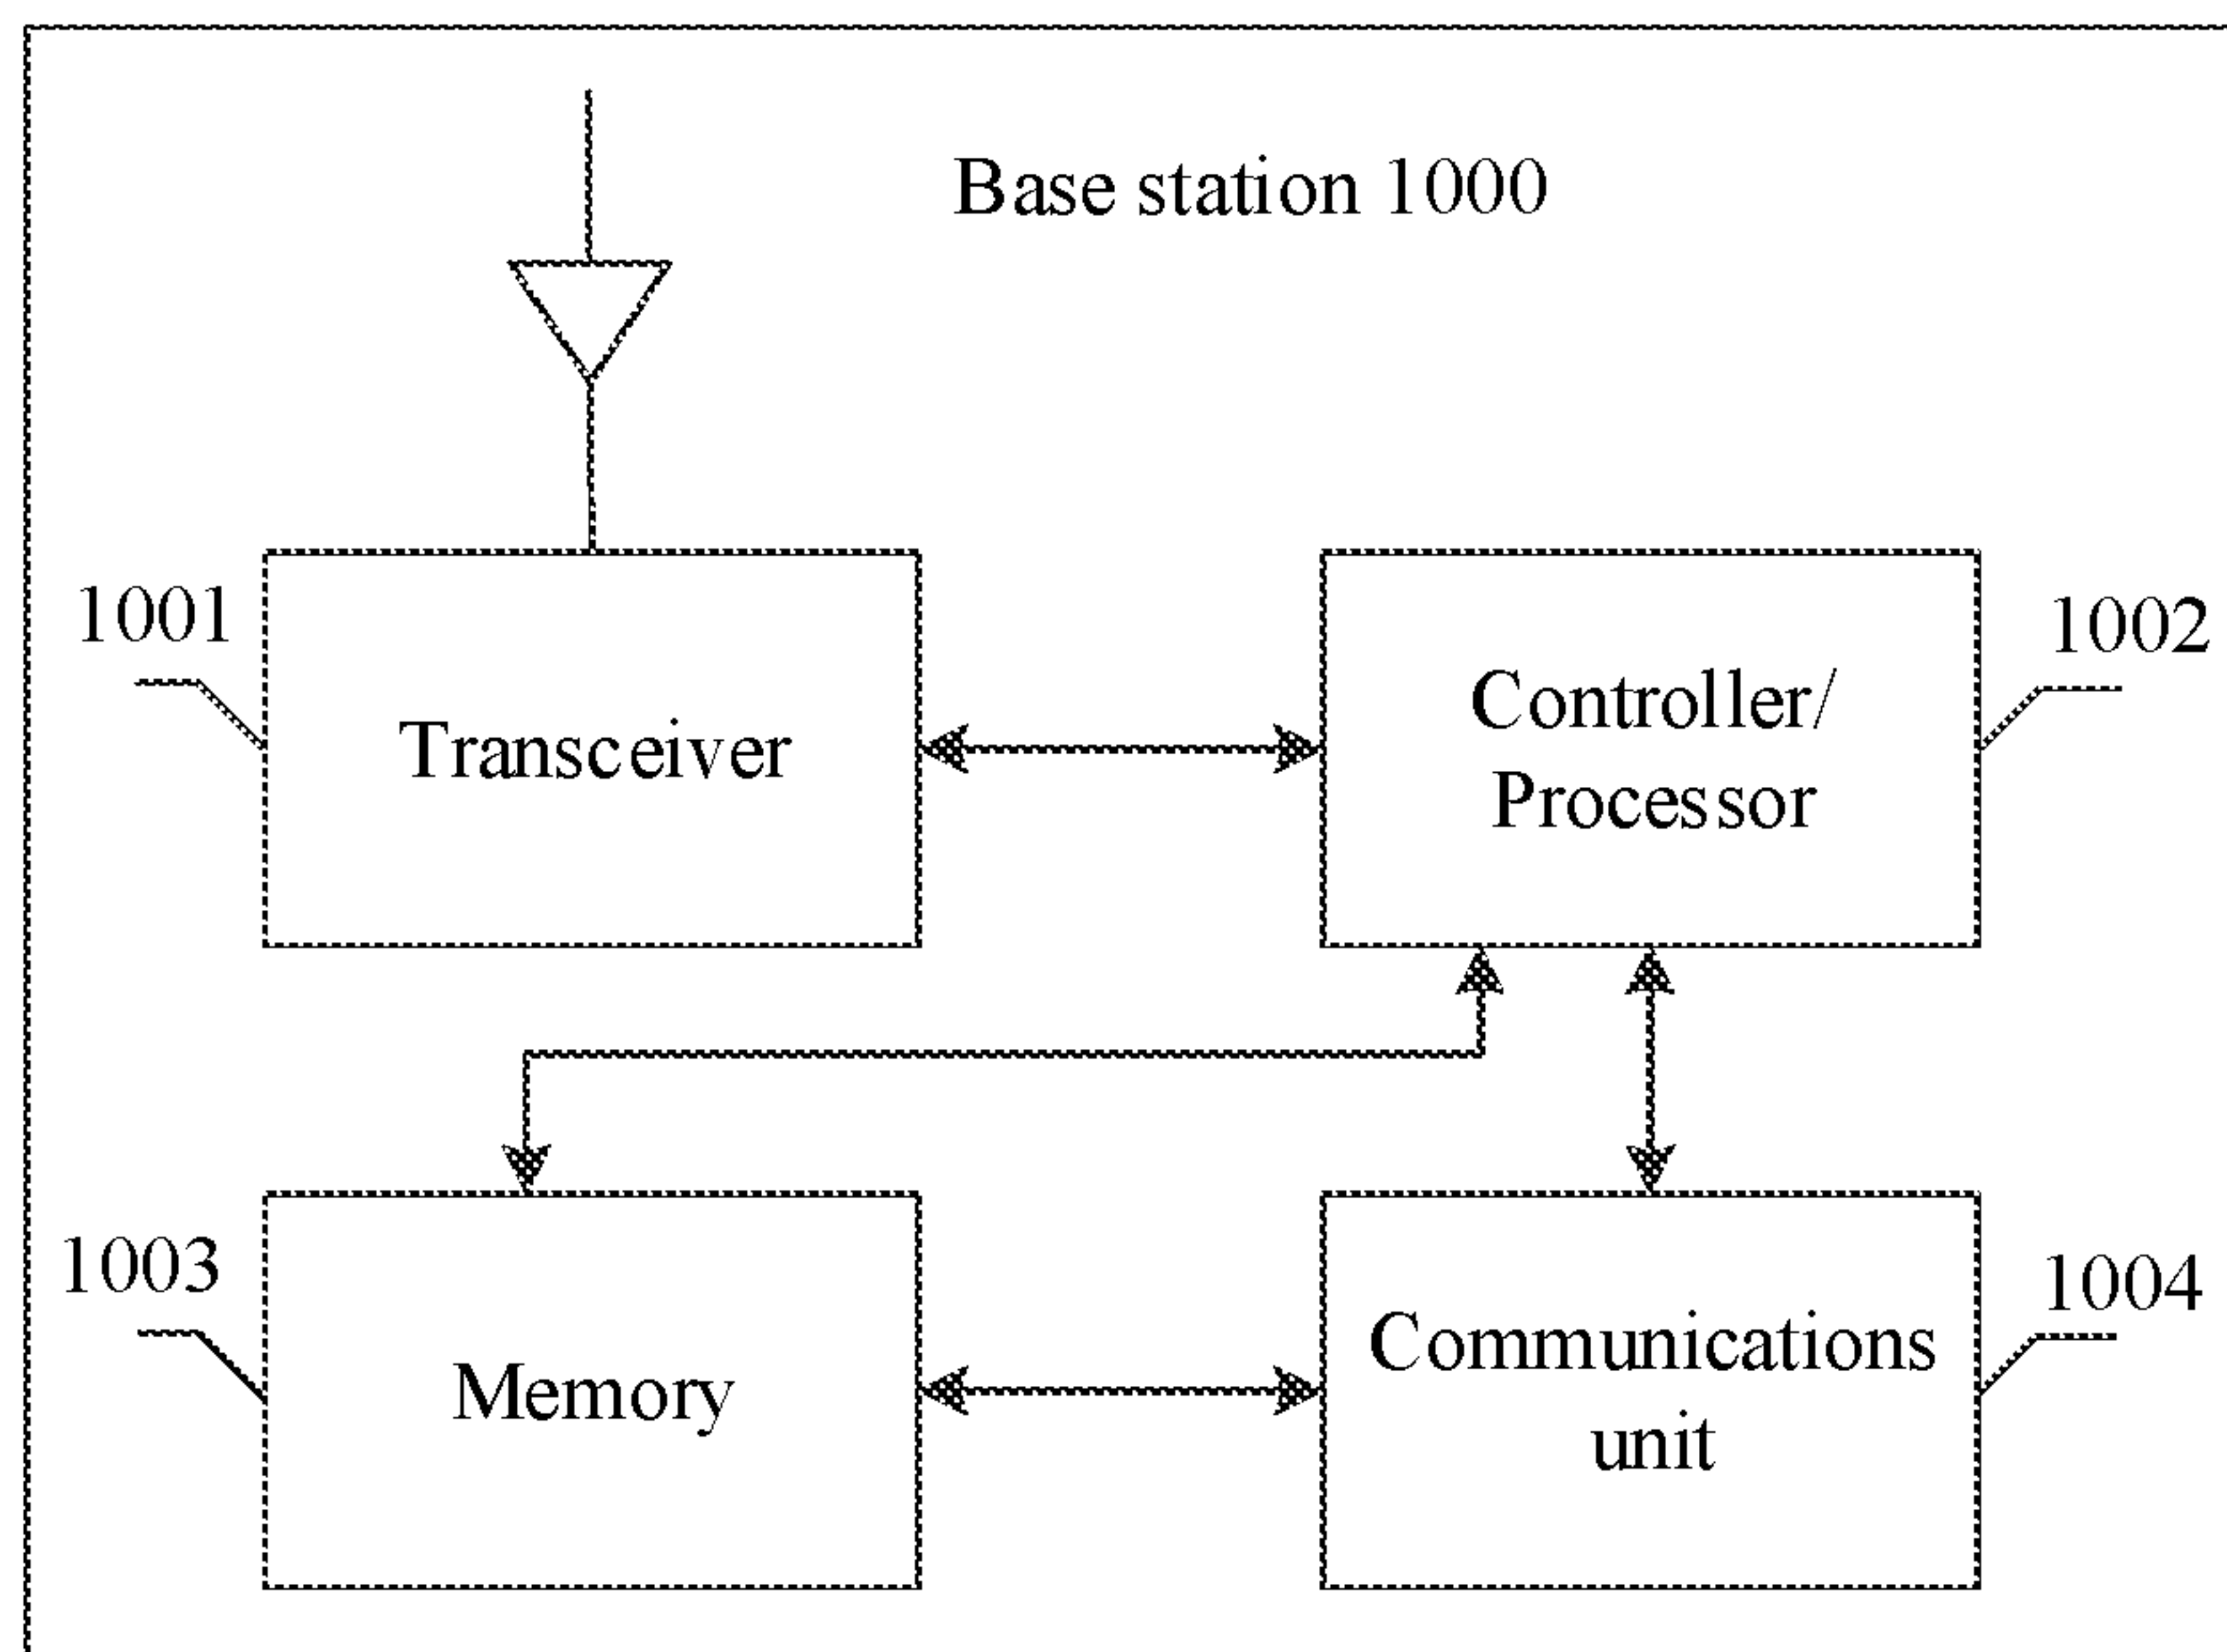 Base station 1000
1001
Transceiver
Controller/
Processor
1002
1003
Memory
Communications
unit
1004